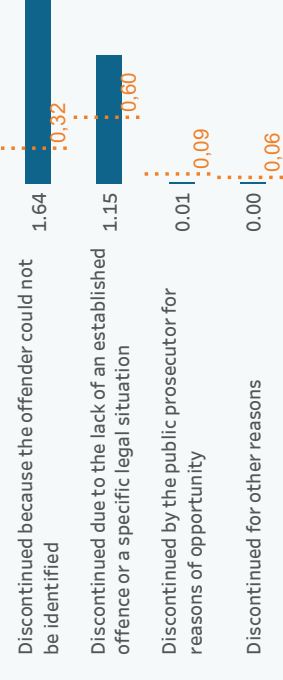 0,32
1.64
Discontinued because the offender could not
be identified
0,60
1.15
Discontinued due to the lack of an established
offence or a specific legal situation
0,09
0.01
Discontinued by the public prosecutor for
reasons of opportunity
0,06
0.00
Discontinued for other reasons